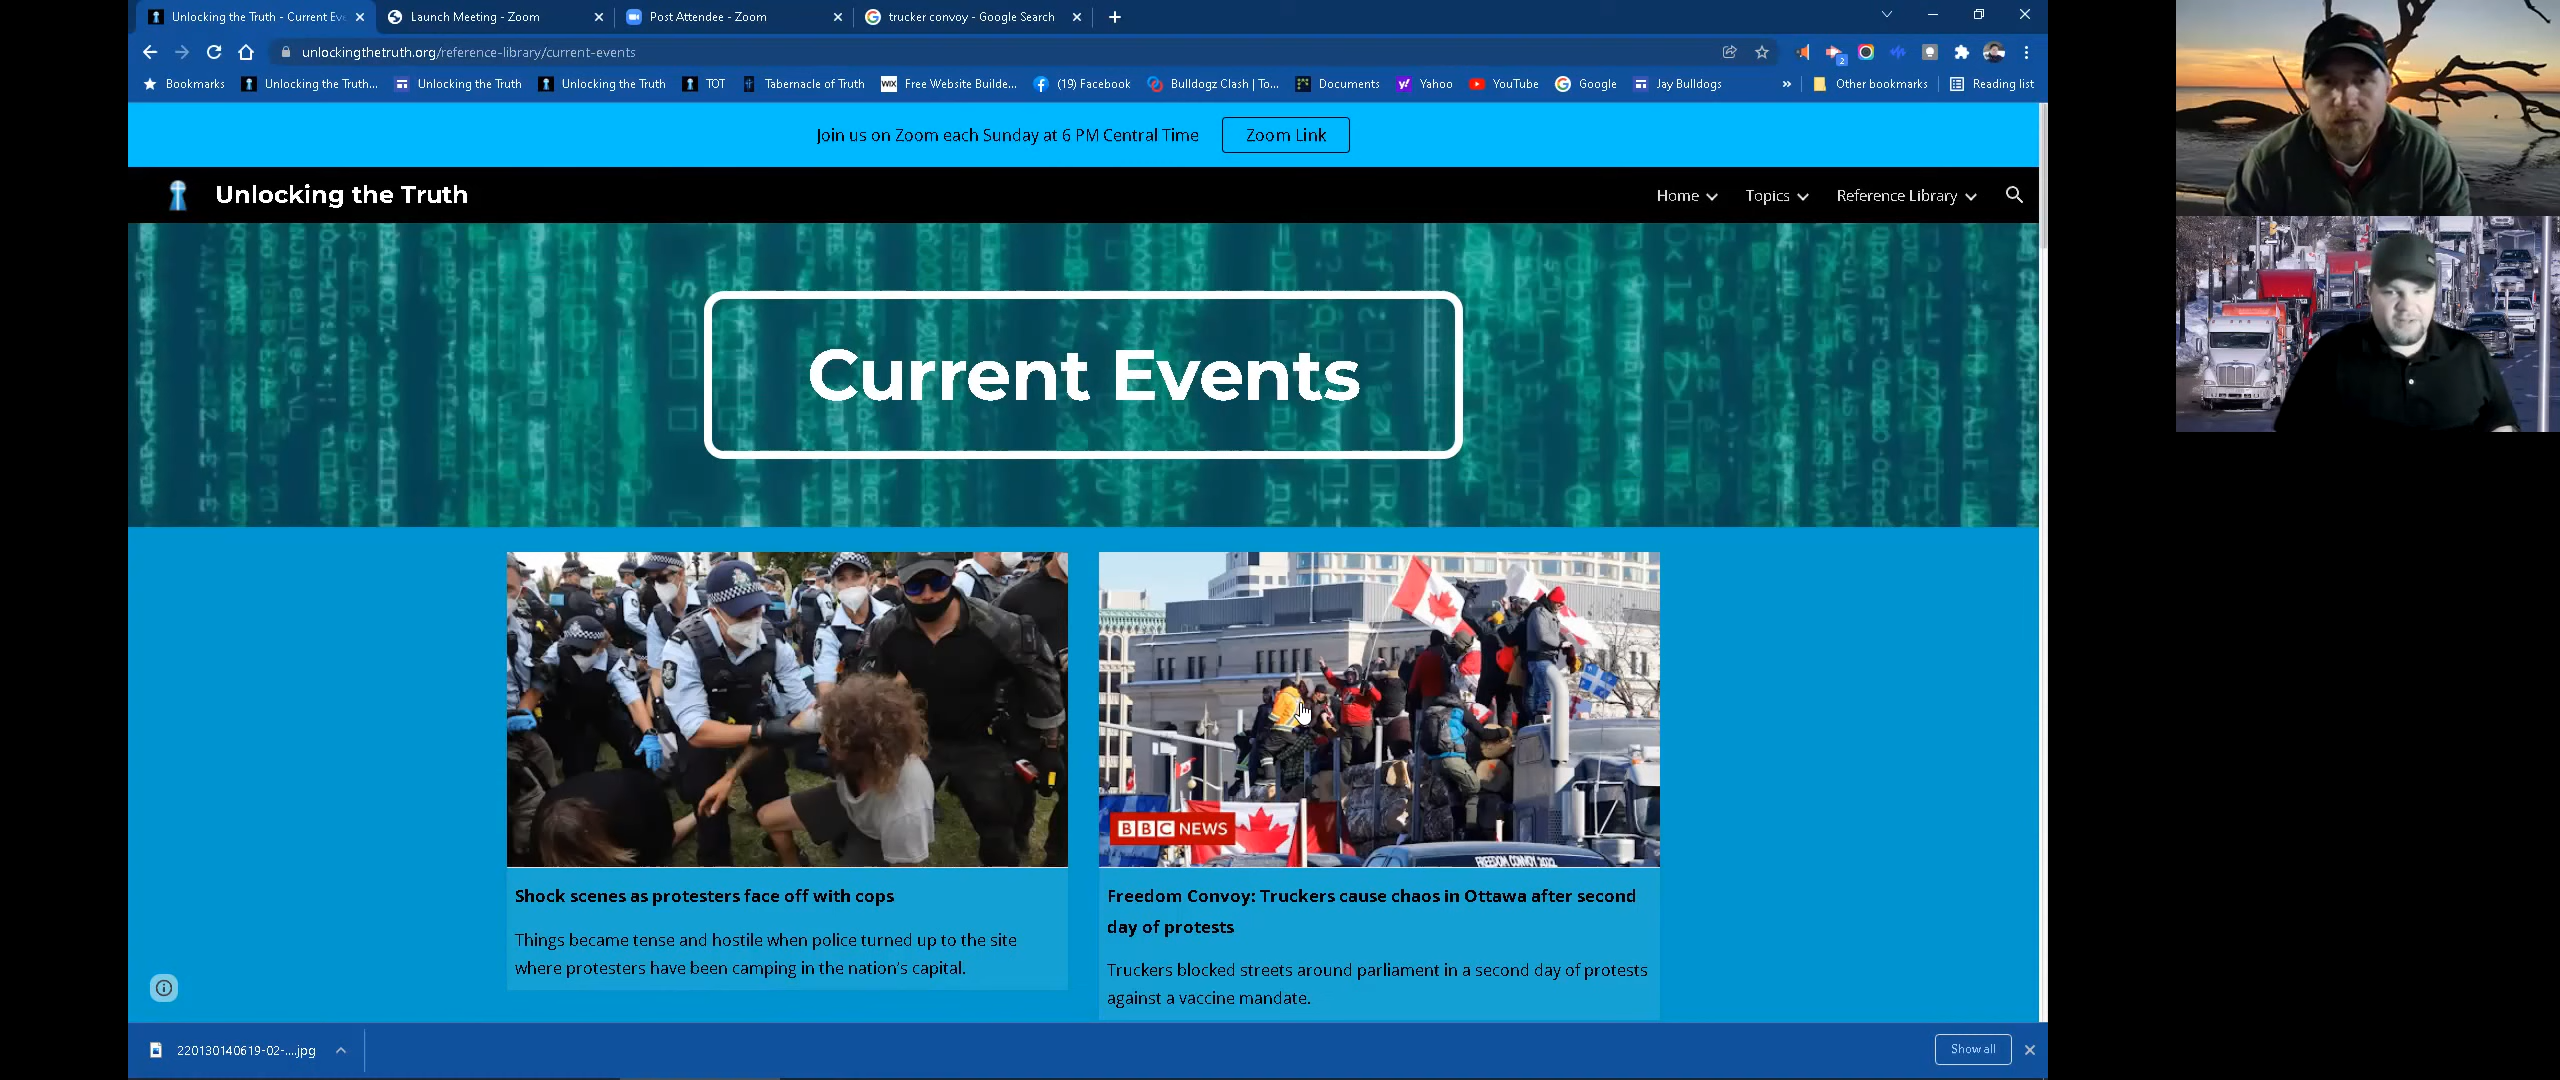 Unlocking the Truth - Current Eve
Launch Meeting - Zoom
Post Attendee - Zoom
trucker convoy - Google Search
unlockingthetruth.org/reference-library/current-events
2
Bookmarks
Unlocking the Truth...
Unlocking the Truth
Unlocking the Truth
TOT
Tabernacle of Truth
WIX
Free Website Builde...
(19) Facebook
Bulldogz Clash | To...
Documents
Yahoo
YouTube
Google
Jay Bulldogs
»
Other bookmarks
Reading list
Join us on Zoom each Sunday at 6 PM Central Time
Zoom Link
Unlocking the Truth
Home
Topics
Reference Library
Current Events
BBC NEWS
FREEDOM CONVOY 2022
Shock scenes as protesters face off with cops
Things became tense and hostile when police turned up to the site
where protesters have been camping in the nation's capital.
Freedom Convoy: Truckers cause chaos in Ottawa after second
day of protests
Truckers blocked streets around parliament in a second day of protests
against a vaccine mandate.
220130140619-02-....jpg
Show all